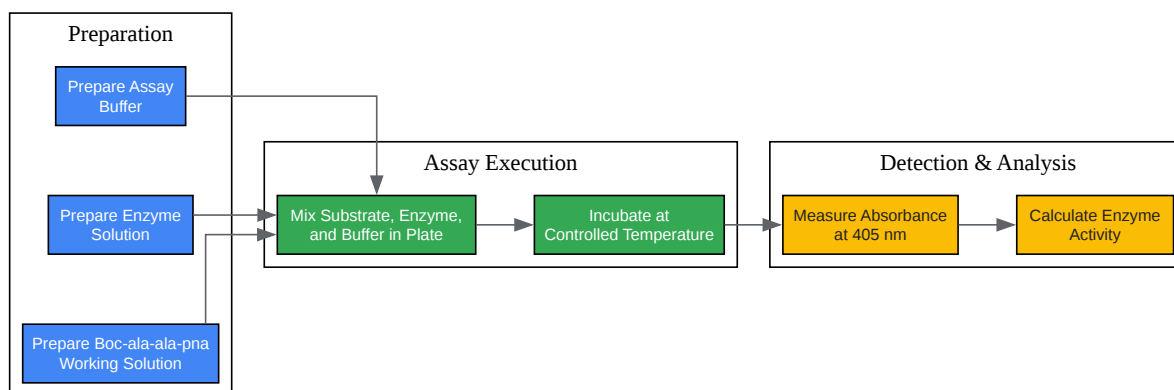 Preparation
Prepare Assay
Buffer
Prepare Enzyme
Solution
Prepare Boc-ala-ala-pna
Working Solution
Assay Execution
Mix Substrate, Enzyme,
and Buffer in Plate
Incubate at
Controlled Temperature
Detection & Analysis
Measure Absorbance
at 405 nm
Calculate Enzyme
Activity